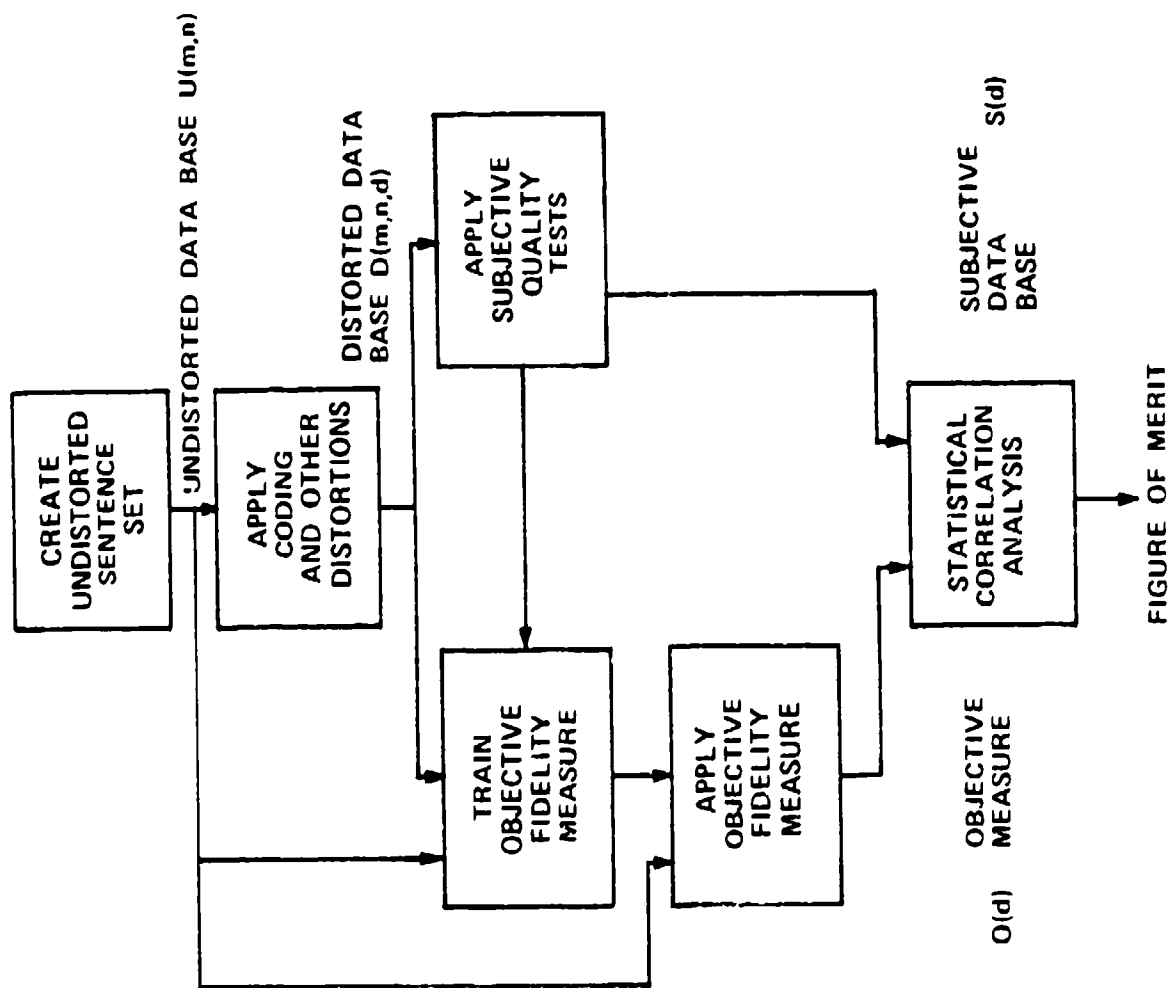 CREATE
UNDISTORTED
SENTENCE
SET
UNDISTORTED DATA BASE U(m,n)
APPLY
CODING
AND OTHER
DISTORTIONS
DISTORTED DATA
BASE D(m,n,d)
TRAIN
OBJECTIVE
FIDELITY
MEASURE
APPLY
SUBJECTIVE
QUALITY
TESTS
APPLY
OBJECTIVE
FIDELITY
MEASURE
O(d)
OBJECTIVE
MEASURE
SUBJECTIVE
DATA
BASE
S(d)
STATISTICAL
CORRELATION
ANALYSIS
FIGURE OF MERIT